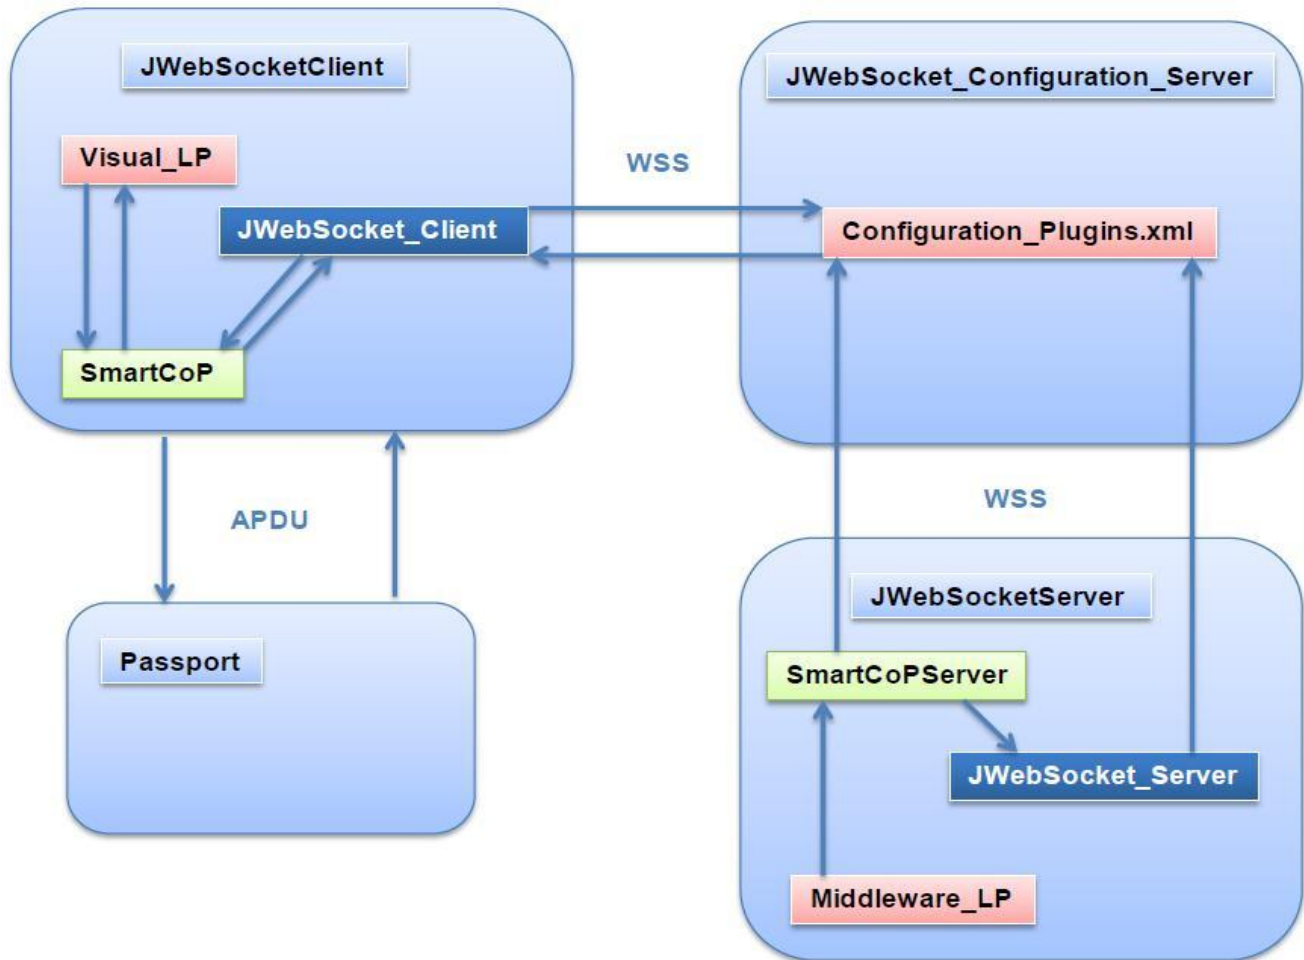 JWebSocketClient
Visual_LP
JWebSocket_Client
SmartCoP
WSS
JWebSocket_Configuration_Server
Configuration_Plugins.xml
APDU
Passport
WSS
JWebSocketServer
SmartCoPServer
JWebSocket_Server
Middleware_LP